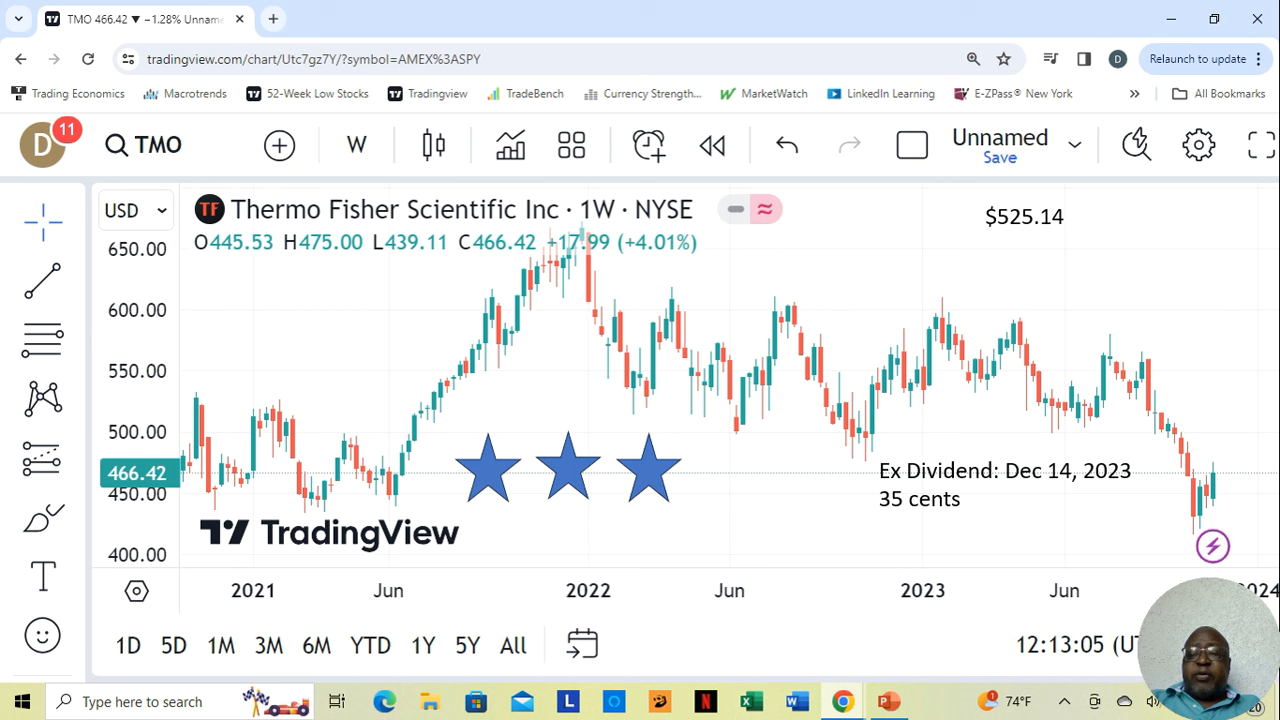 TMO 466.42 ▼ −1.28% Unname
tradingview.com/chart/Utc7gz7Y/?symbol=AMEX%3ASPY
D
Relaunch to update
Trading Economics
Macrotrends
52-Week Low Stocks
Tradingview
TradeBench
Currency Strength...
MarketWatch
LinkedIn Learning
E-ZPass® New York
All Bookmarks
D
11
TMO
W
Unnamed
Save
USD
TF
Thermo Fisher Scientific Inc · 1W · NYSE
$525.14
O445.53 H475.00 L439.11 C466.42 +17.99 (+4.01%)
650.00
600.00
550.00
500.00
466.42
450.00
400.00
Ex Dividend: Dec 14, 2023
35 cents
TradingView
2021
Jun
2022
Jun
2023
Jun
2024
1D 5D 1M 3M 6M YTD 1Y 5Y All
12:13:05 (UT
Type here to search
1
74°F
20